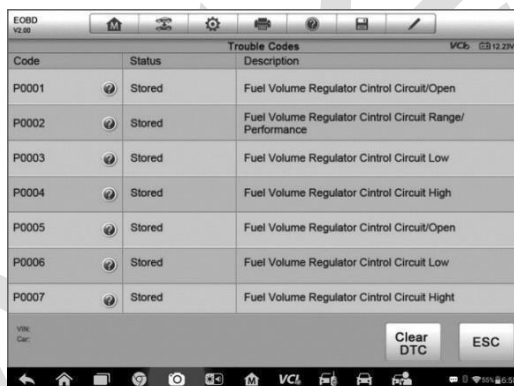 EOBD
V2.00
Trouble Codes
VCI
12.23V
Code Status Description
P0001 Stored Fuel Volume Regulator Cintrol Circuit/Open
P0002 Stored Fuel Volume Regulator Cintrol Circuit Range/
Performance
P0003 Stored Fuel Volume Regulator Cintrol Circuit Low
P0004 Stored Fuel Volume Regulator Cintrol Circuit High
P0005 Stored Fuel Volume Regulator Cintrol Circuit/Open
P0006 Stored Fuel Volume Regulator Cintrol Circuit Low
P0007 Stored Fuel Volume Regulator Cintrol Circuit Hight
VIN:
Car:
Clear
DTC
ESC
VCI
55%